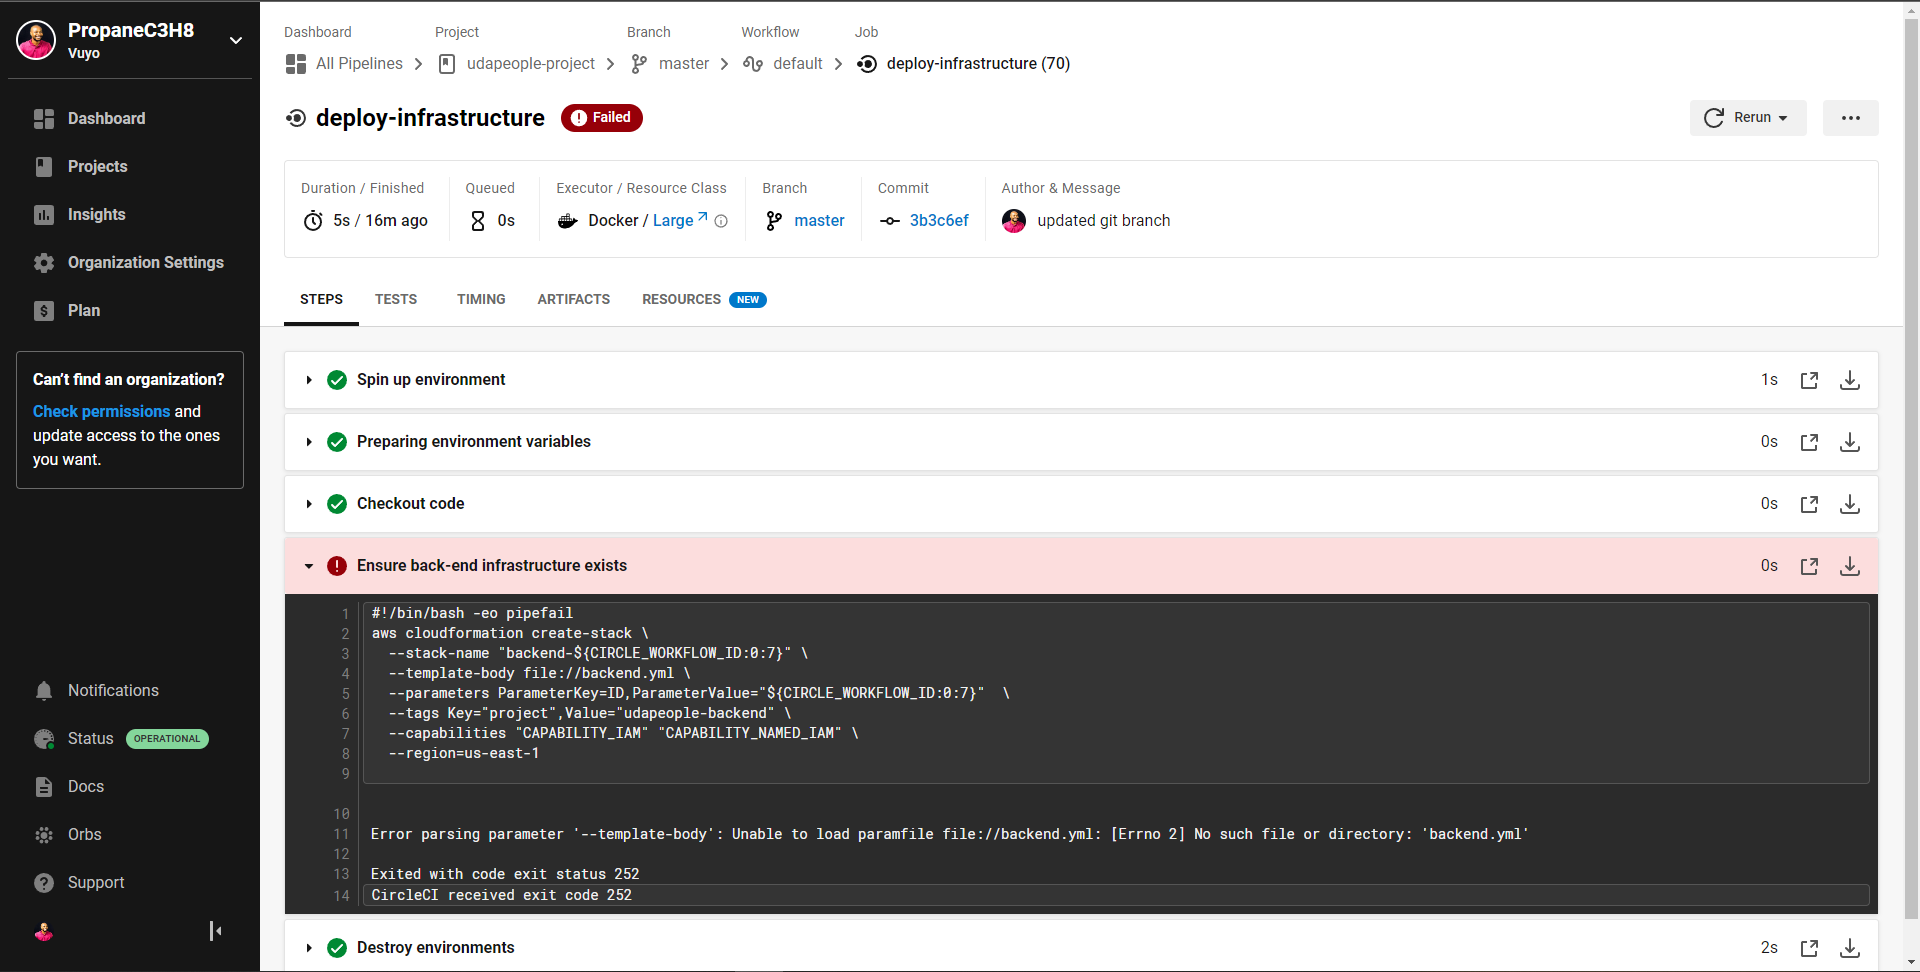 PropaneC3H8
Vuyo
Dashboard
Projects
Insights
Organization Settings
Plan
Can't find an organization?
Check permissions and
update access to the ones
you want.
Notifications
Status OPERATIONAL
Docs
Orbs
Support
Dashboard Project Branch Workflow Job
All Pipelines udapeople-project master default deploy-infrastructure (70)
deploy-infrastructure Failed
Rerun
Duration / Finished Queued Executor / Resource Class Branch Commit Author & Message
5s / 16m ago 0s Docker / Large master 3b3c6ef updated git branch
STEPS TESTS TIMING ARTIFACTS RESOURCES NEW
Spin up environment 1s
Preparing environment variables 0s
Checkout code 0s
Ensure back-end infrastructure exists 0s
1 #!/bin/bash -eo pipefail
2 aws cloudformation create-stack \
3 --stack-name "backend-${CIRCLE_WORKFLOW_ID:0:7}" \
4 --template-body file://backend.yml \
5 --parameters ParameterKey=ID,ParameterValue="${CIRCLE_WORKFLOW_ID:0:7}"  \
6 --tags Key="project",Value="udapeople-backend" \
7 --capabilities "CAPABILITY_IAM" "CAPABILITY_NAMED_IAM" \
8 --region=us-east-1
9
10
11 Error parsing parameter '--template-body': Unable to load paramfile file://backend.yml: [Errno 2] No such file or directory: 'backend.yml'
12
13 Exited with code exit status 252
14 CircleCI received exit code 252
Destroy environments 2s